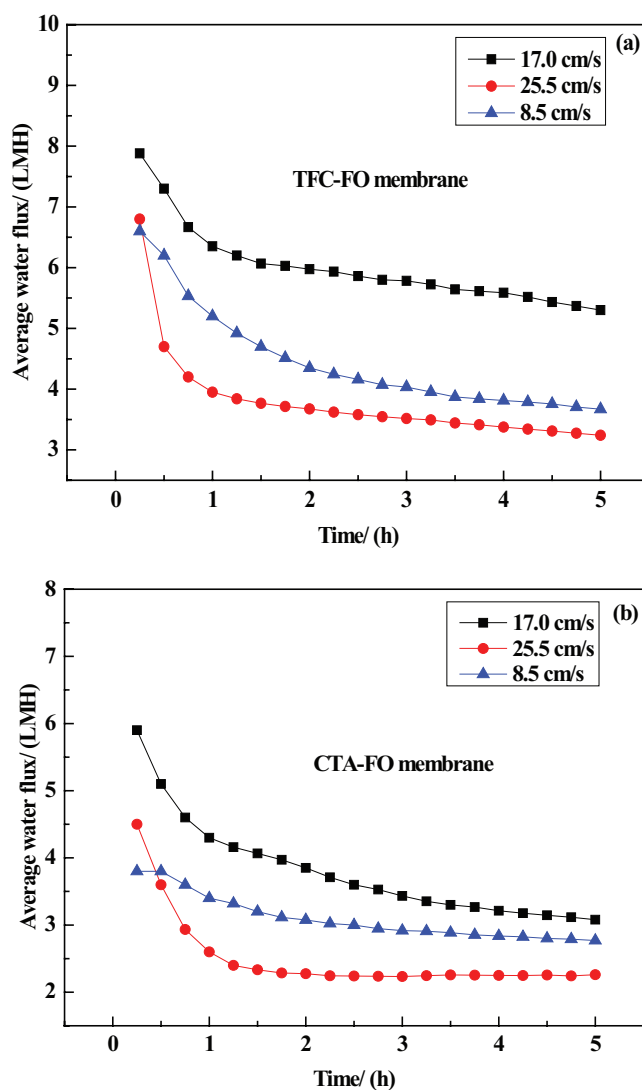 (a)
17.0 cm/s
25.5 cm/s
8.5 cm/s
TFC-FO membrane
Average water flux/ (LMH)
10
9
8
7
6
5
4
3
0 1 2 3 4 5
Time/ (h)
(b)
17.0 cm/s
25.5 cm/s
8.5 cm/s
CTA-FO membrane
Average water flux/ (LMH)
8
7
6
5
4
3
2
0 1 2 3 4 5
Time/ (h)